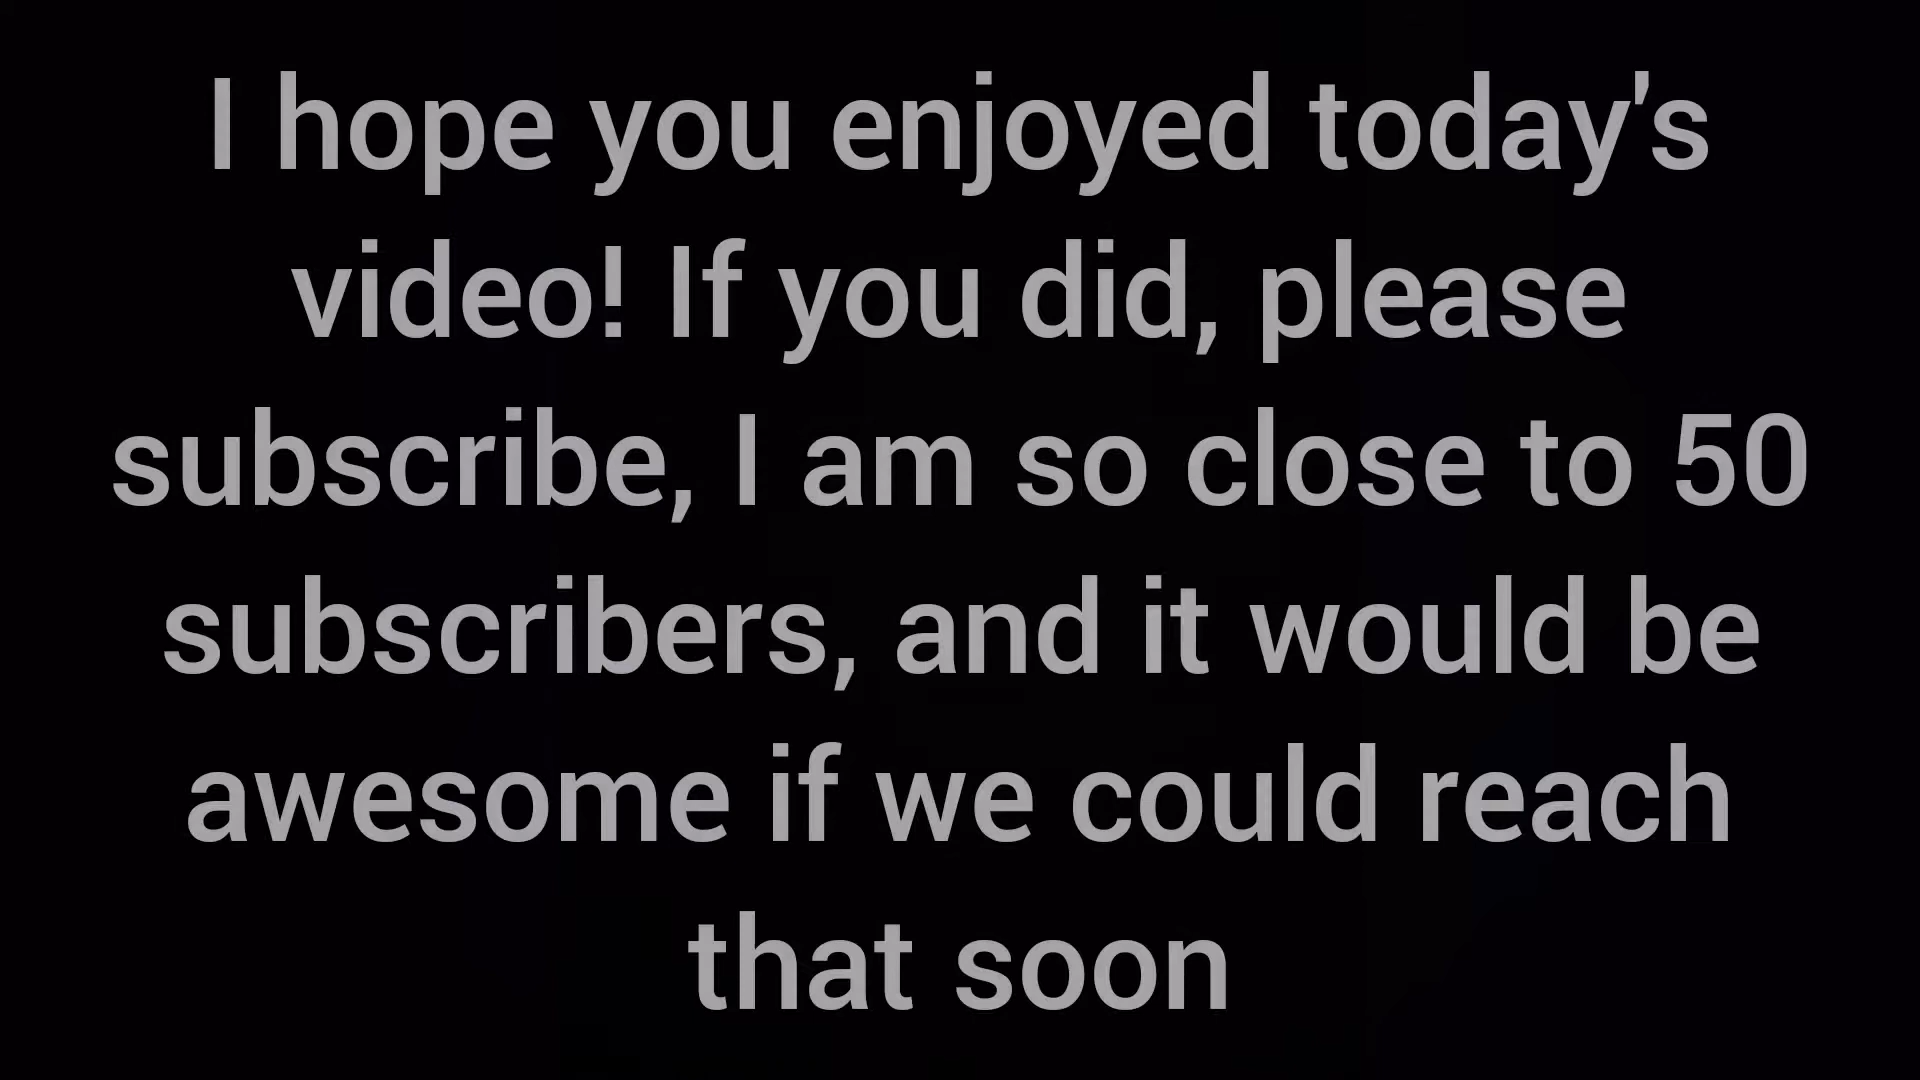 I hope you enjoyed today's
video! If you did, please
subscribe, I am so close to 50
subscribers, and it would be
awesome if we could reach
that soon